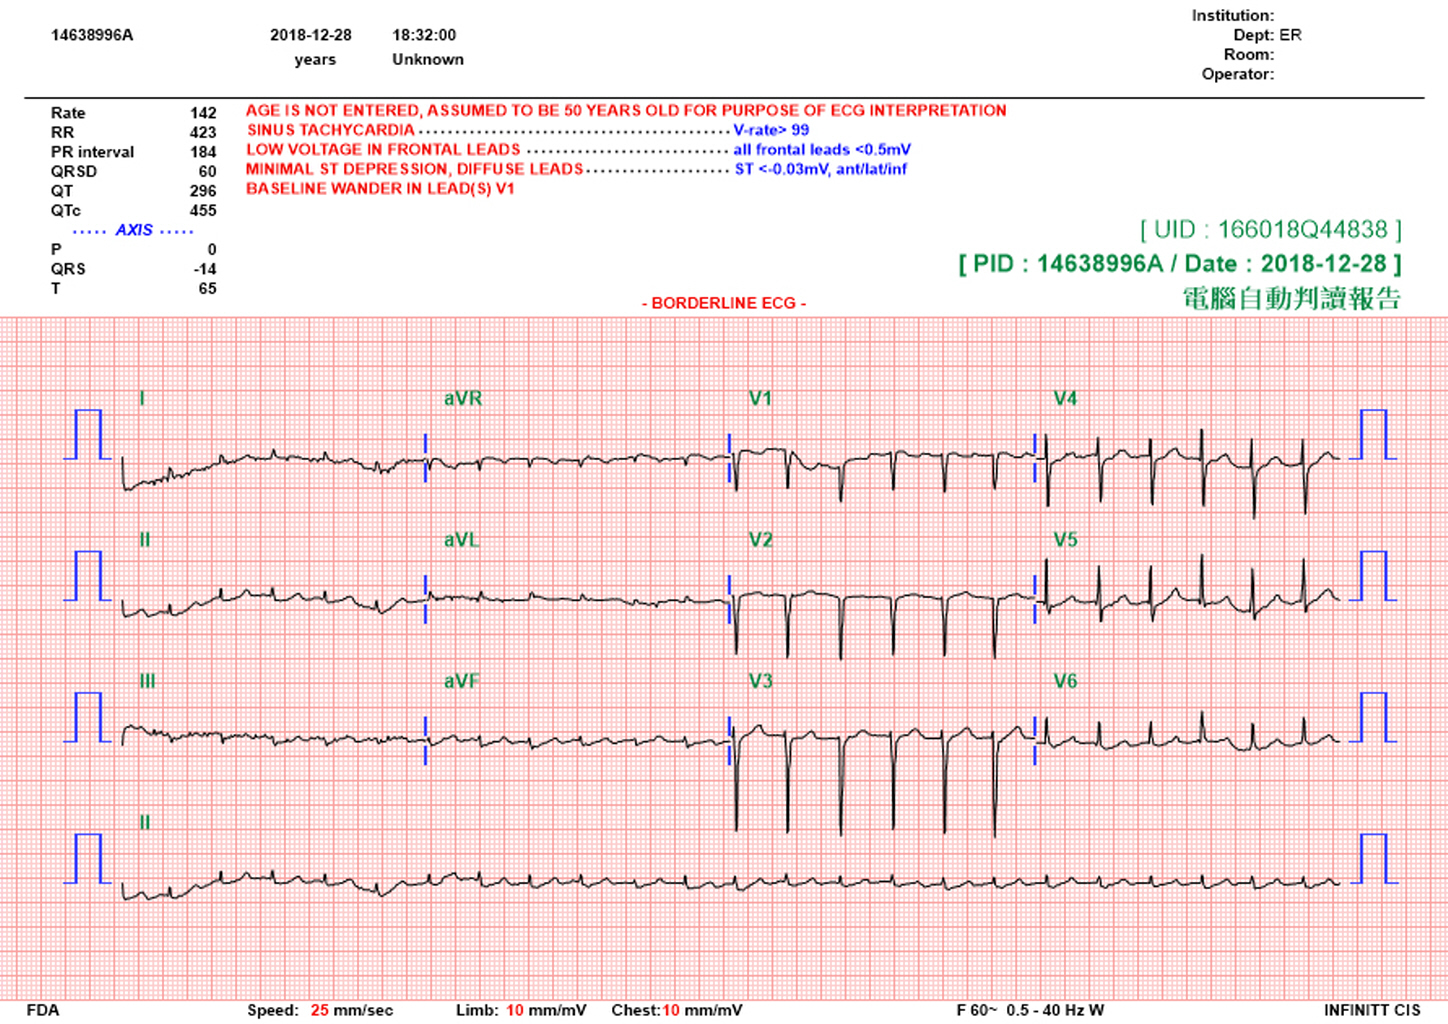 14638996A 2018-12-28 18:32:00
years Unknown
Institution:
Dept: ER
Room:
Operator:
Rate 142
RR 423
PR interval 184
QRSD 60
QT 296
QTc 455
····· AXIS ·····
P 0
QRS -14
T 65
AGE IS NOT ENTERED, ASSUMED TO BE 50 YEARS OLD FOR PURPOSE OF ECG INTERPRETATION
SINUS TACHYCARDIA ........................................ V-rate> 99
LOW VOLTAGE IN FRONTAL LEADS ............................ all frontal leads <0.5mV
MINIMAL ST DEPRESSION, DIFFUSE LEADS .................... ST <-0.03mV, ant/lat/inf
BASELINE WANDER IN LEAD(S) V1
[ UID : 166018Q44838 ]
[ PID : 14638996A / Date : 2018-12-28 ]
電腦自動判讀報告
- BORDERLINE ECG -
I aVR V1 V4
II aVL V2 V5
III aVF V3 V6
II
FDA Speed: 25 mm/sec Limb: 10 mm/mV Chest:10 mm/mV F 60~ 0.5 - 40 Hz W INFINITT CIS